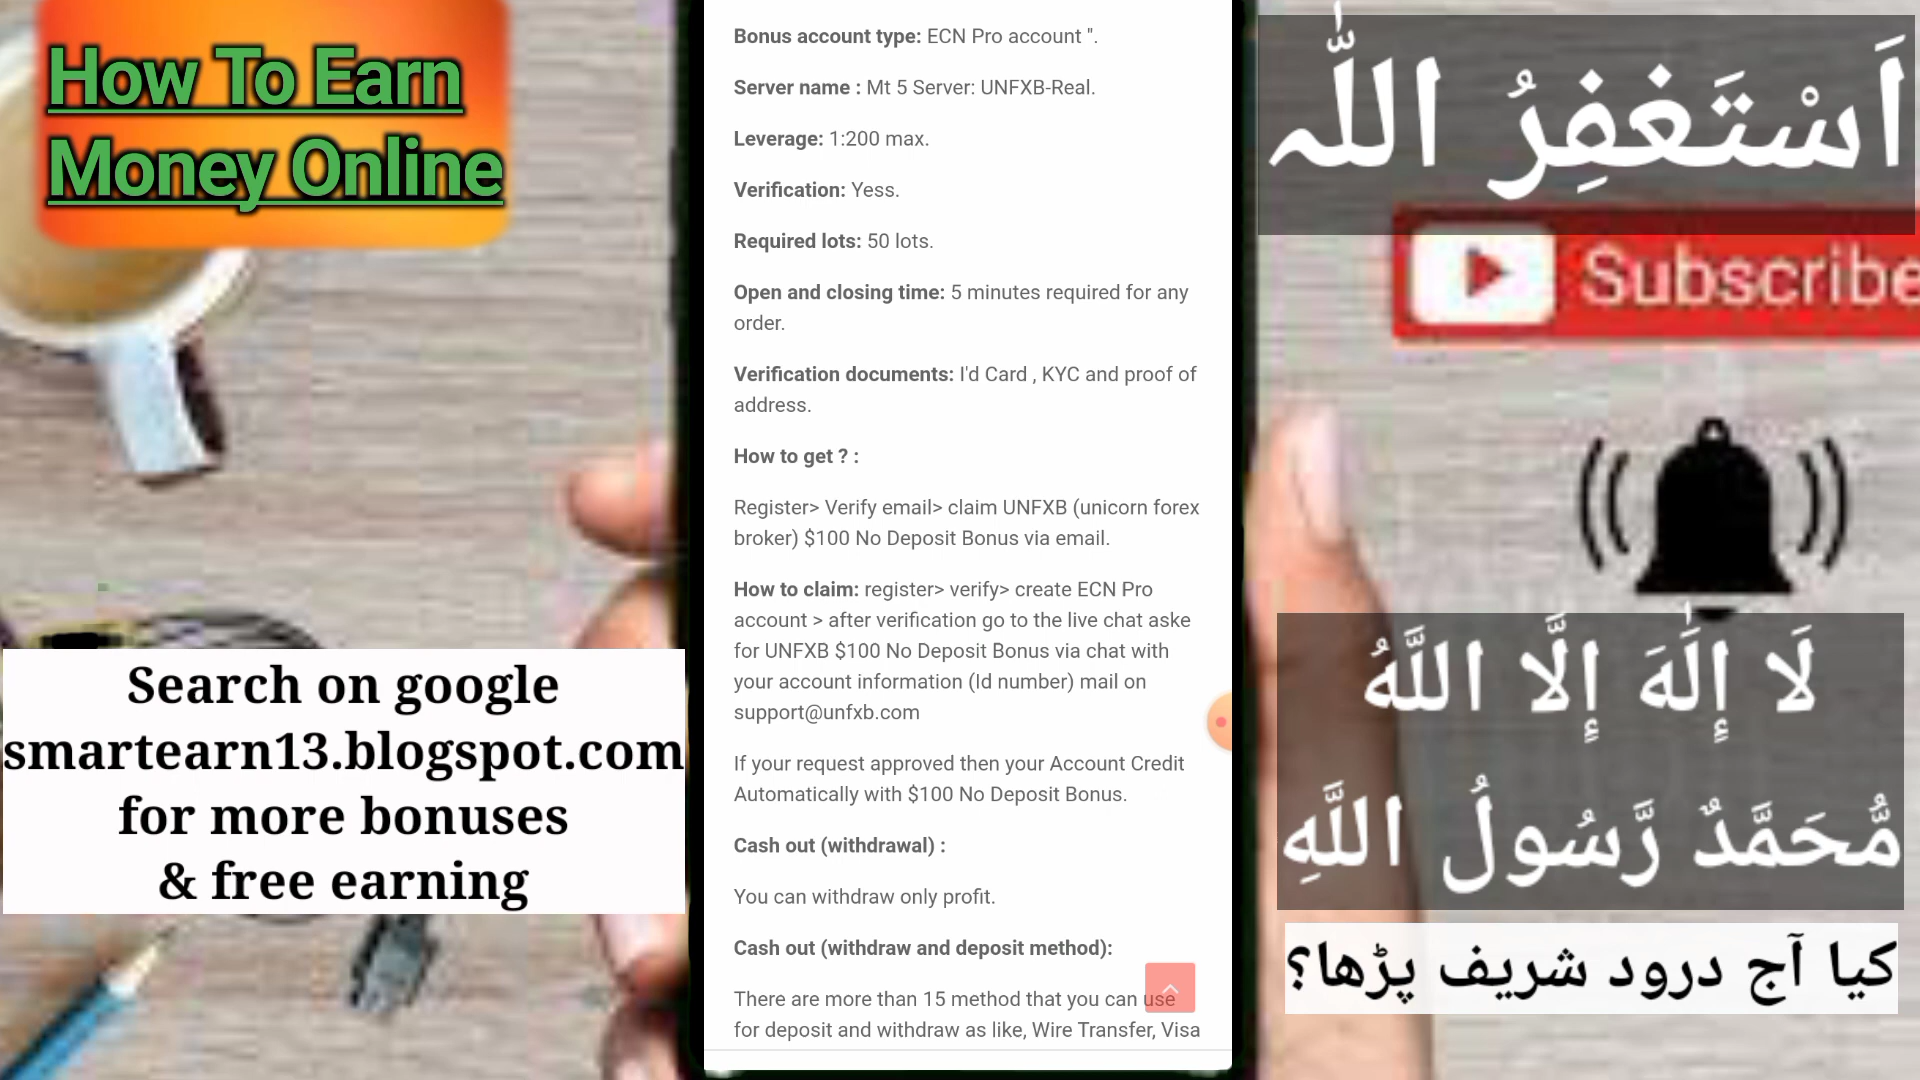 How To Earn
Money Online
Search on google
smartearn13.blogspot.com
for more bonuses
& free earning
Bonus account type: ECN Pro account ".
Server name : Mt 5 Server: UNFXB-Real.
Leverage: 1:200 max.
Verification: Yess.
Required lots: 50 lots.
Open and closing time: 5 minutes required for any
order.
Verification documents: I'd Card , KYC and proof of
address.
How to get ? :
Register> Verify email> claim UNFXB (unicorn forex
broker) $100 No Deposit Bonus via email.
How to claim: register> verify> create ECN Pro
account > after verification go to the live chat aske
for UNFXB $100 No Deposit Bonus via chat with
your account information (Id number) mail on
support@unfxb.com
If your request approved then your Account Credit
Automatically with $100 No Deposit Bonus.
Cash out (withdrawal) :
You can withdraw only profit.
Cash out (withdraw and deposit method):
There are more than 15 method that you can use
for deposit and withdraw as like, Wire Transfer, Visa
اَسْتَغفِرُ اللّٰہ
Subscribe
لَا إِلَٰهَ إِلَّا اللَّهُ
مُّحَمَّدٌ رَّسُولُ اللَّهِ
کیا آج درود شریف پڑھا؟